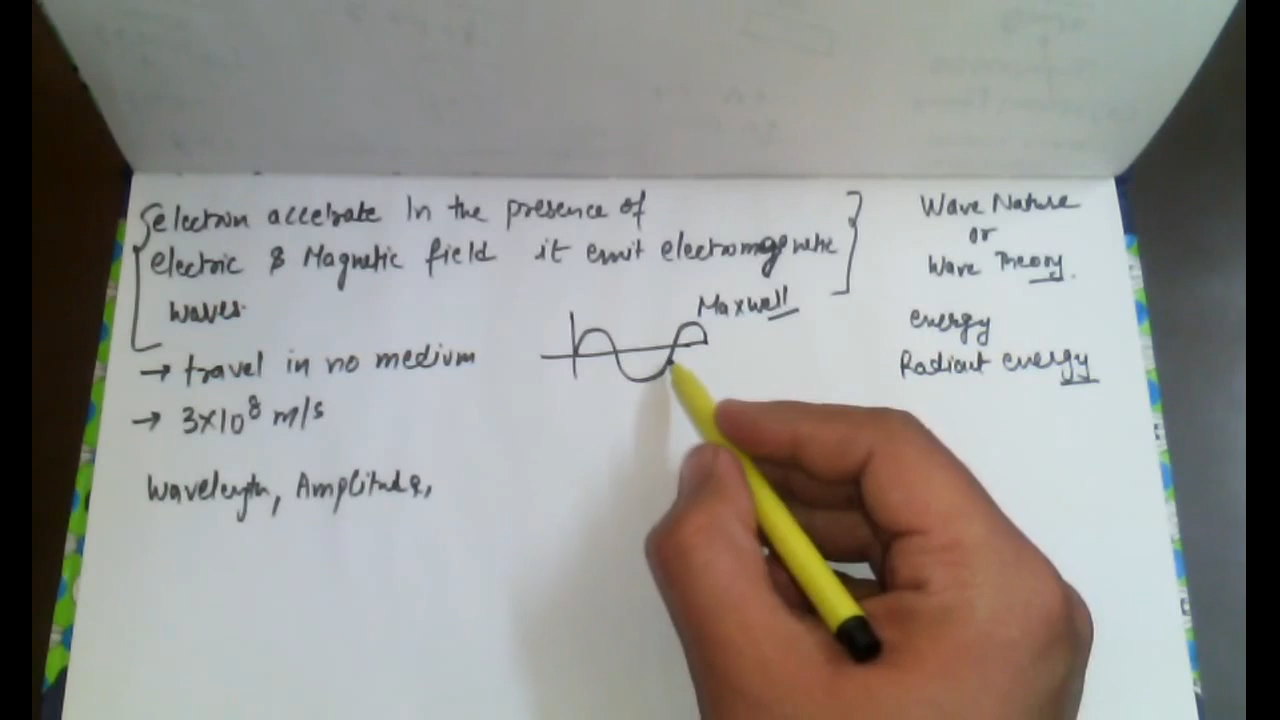 electron accelrate In the presence of
electric & Magnetic field it emit electromagnetic
waves.
Maxwell
→ travel in no medium
→ 3×10⁸ m/s
Wavelength, Amplitude,
Wave Nature
or
Wave Theory.
energy
Radiant energy